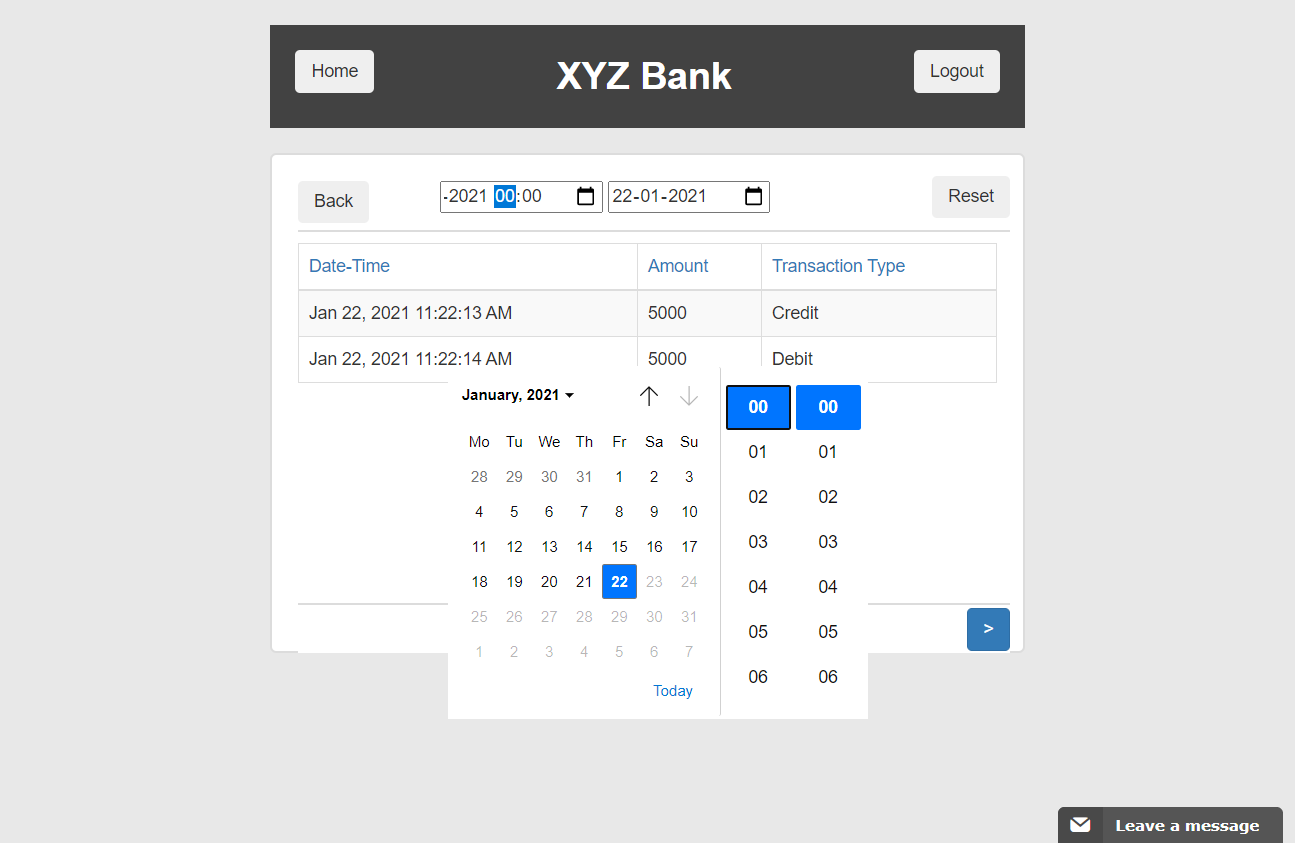 Home XYZ Bank Logout
Back -2021 00:00 22-01-2021 Reset
Date-Time Amount Transaction Type
Jan 22, 2021 11:22:13 AM 5000 Credit
Jan 22, 2021 11:22:14 AM 5000 Debit
January, 2021
Mo Tu We Th Fr Sa Su
28 29 30 31 1 2 3
4 5 6 7 8 9 10
11 12 13 14 15 16 17
18 19 20 21 22 23 24
25 26 27 28 29 30 31
1 2 3 4 5 6 7
Today
00 00
01 01
02 02
03 03
04 04
05 05
06 06
>
Leave a message